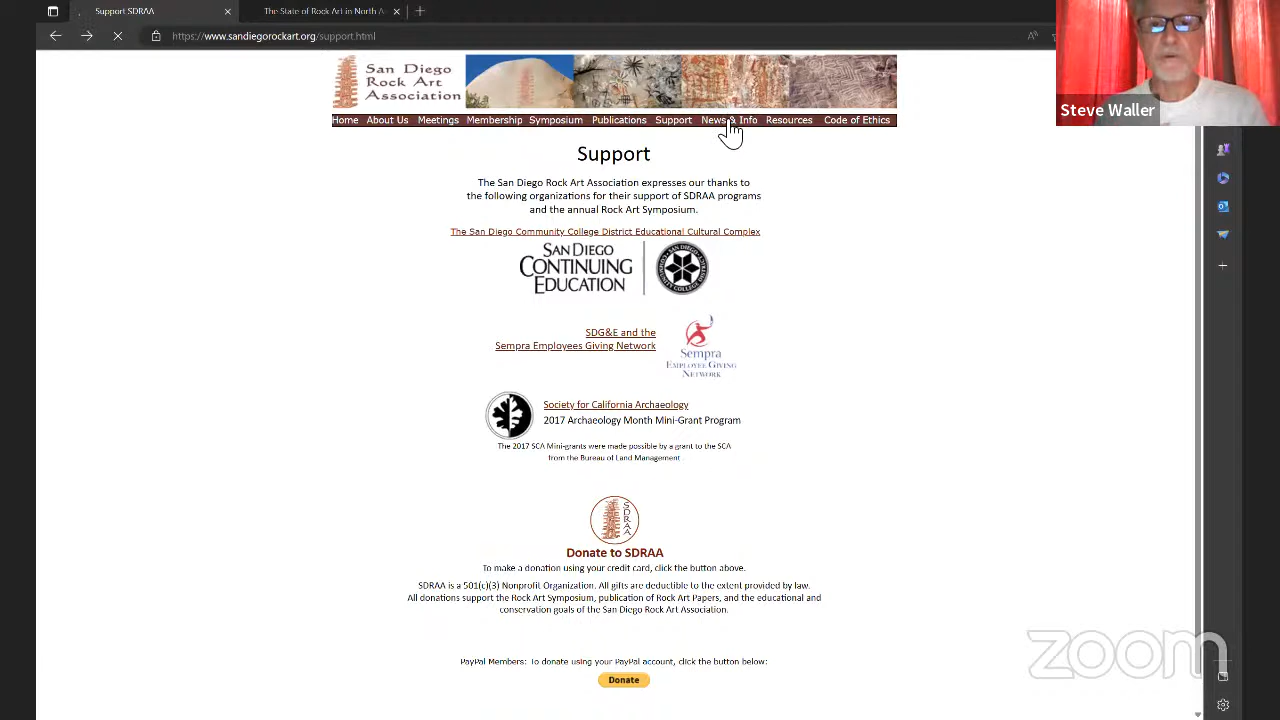 Support SDRAA
The State of Rock Art in North A
https://www.sandiegorockart.org/support.html
San Diego
Rock Art
Association
Steve Waller
Home About Us Meetings Membership Symposium Publications Support News & Info Resources Code of Ethics
Support
The San Diego Rock Art Association expresses our thanks to
the following organizations for their support of SDRAA programs
and the annual Rock Art Symposium.
The San Diego Community College District Educational Cultural Complex
SAN DIEGO
CONTINUING
EDUCATION
SDG&E and the
Sempra Employees Giving Network
Sempra
EMPLOYEE GIVING
NETWORK
Society for California Archaeology
2017 Archaeology Month Mini-Grant Program
The 2017 SCA Mini-grants were made possible by a grant to the SCA
from the Bureau of Land Management
SDRAA
Donate to SDRAA
To make a donation using your credit card, click the button above.
SDRAA is a 501(c)(3) Nonprofit Organization. All gifts are deductible to the extent provided by law.
All donations support the Rock Art Symposium, publication of Rock Art Papers, and the educational and
conservation goals of the San Diego Rock Art Association.
zoom
PayPal Members: To donate using your PayPal account, click the button below:
Donate